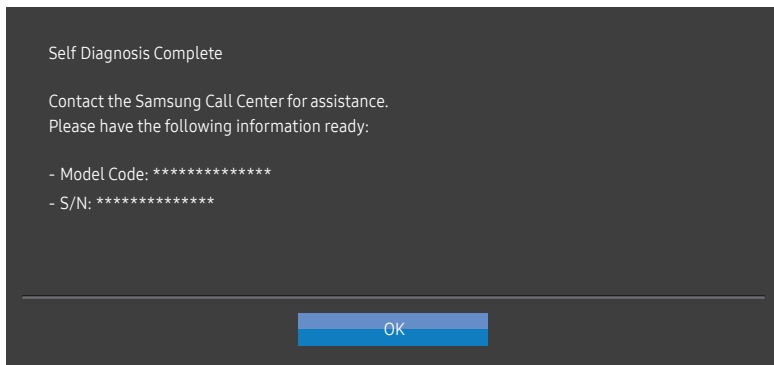 Self Diagnosis Complete
Contact the Samsung Call Center for assistance.
Please have the following information ready:
- Model Code: **************
- S/N: **************
OK